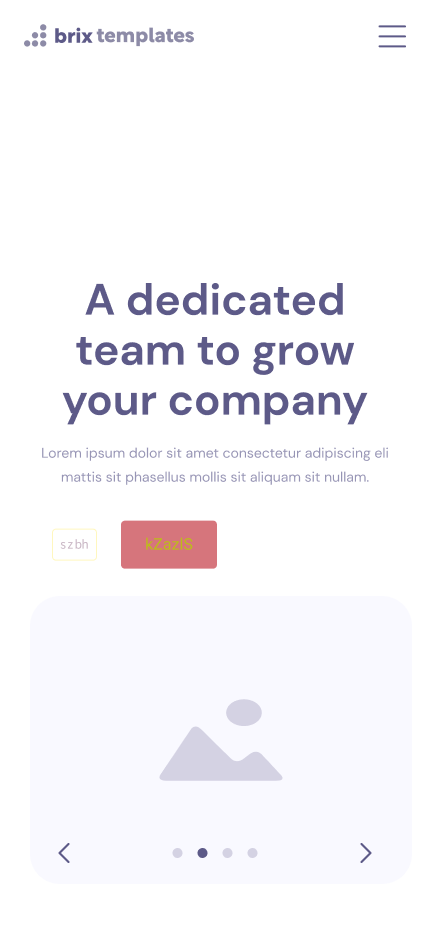 brix templates
A dedicated
team to grow
your company
Lorem ipsum dolor sit amet consectetur adipiscing eli
mattis sit phasellus mollis sit aliquam sit nullam.
szbh kZazlS